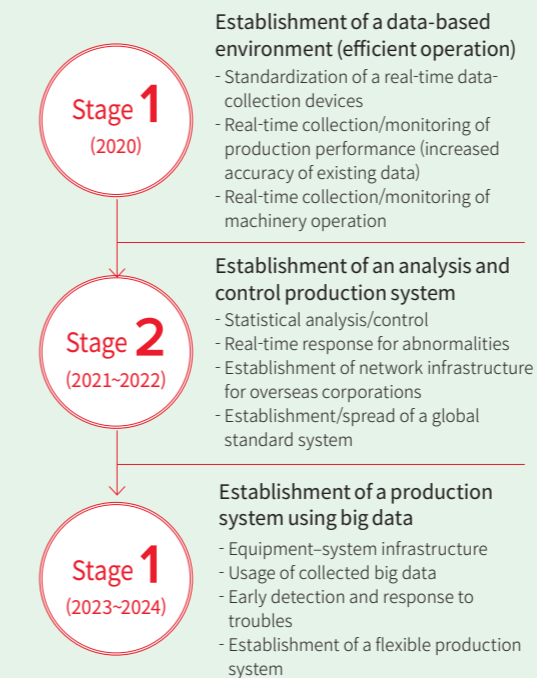 Stage 1
(2020)
Establishment of a data-based
environment (efficient operation)
- Standardization of a real-time data-
collection devices
- Real-time collection/monitoring of
production performance (increased
accuracy of existing data)
- Real-time collection/monitoring of
machinery operation
Stage 2
(2021~2022)
Establishment of an analysis and
control production system
- Statistical analysis/control
- Real-time response for abnormalities
- Establishment of network infrastructure
for overseas corporations
- Establishment/spread of a global
standard system
Stage 1
(2023~2024)
Establishment of a production
system using big data
- Equipment–system infrastructure
- Usage of collected big data
- Early detection and response to
troubles
- Establishment of a flexible production
system